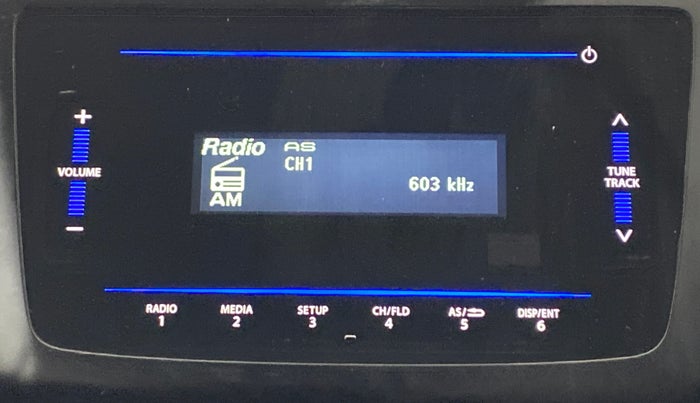 +
VOLUME
−
Radio AS
CH1
603 kHz
AM
TUNE
TRACK
RADIO
1
MEDIA
2
SETUP
3
CH/FLD
4
AS/
5
DISP/ENT
6